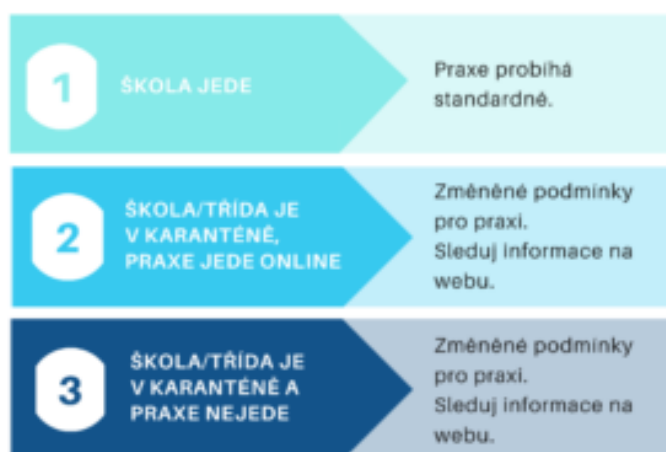 1
ŠKOLA JEDE
Praxe probíhá
standardně.
2
ŠKOLA/TŘÍDA JE
V KARANTÉNĚ,
PRAXE JEDE ONLINE
Změněné podmínky
pro praxi.
Sleduj informace na
webu.
3
ŠKOLA/TŘÍDA JE
V KARANTÉNĚ A
PRAXE NEJEDE
Změněné podmínky
pro praxi.
Sleduj informace na
webu.